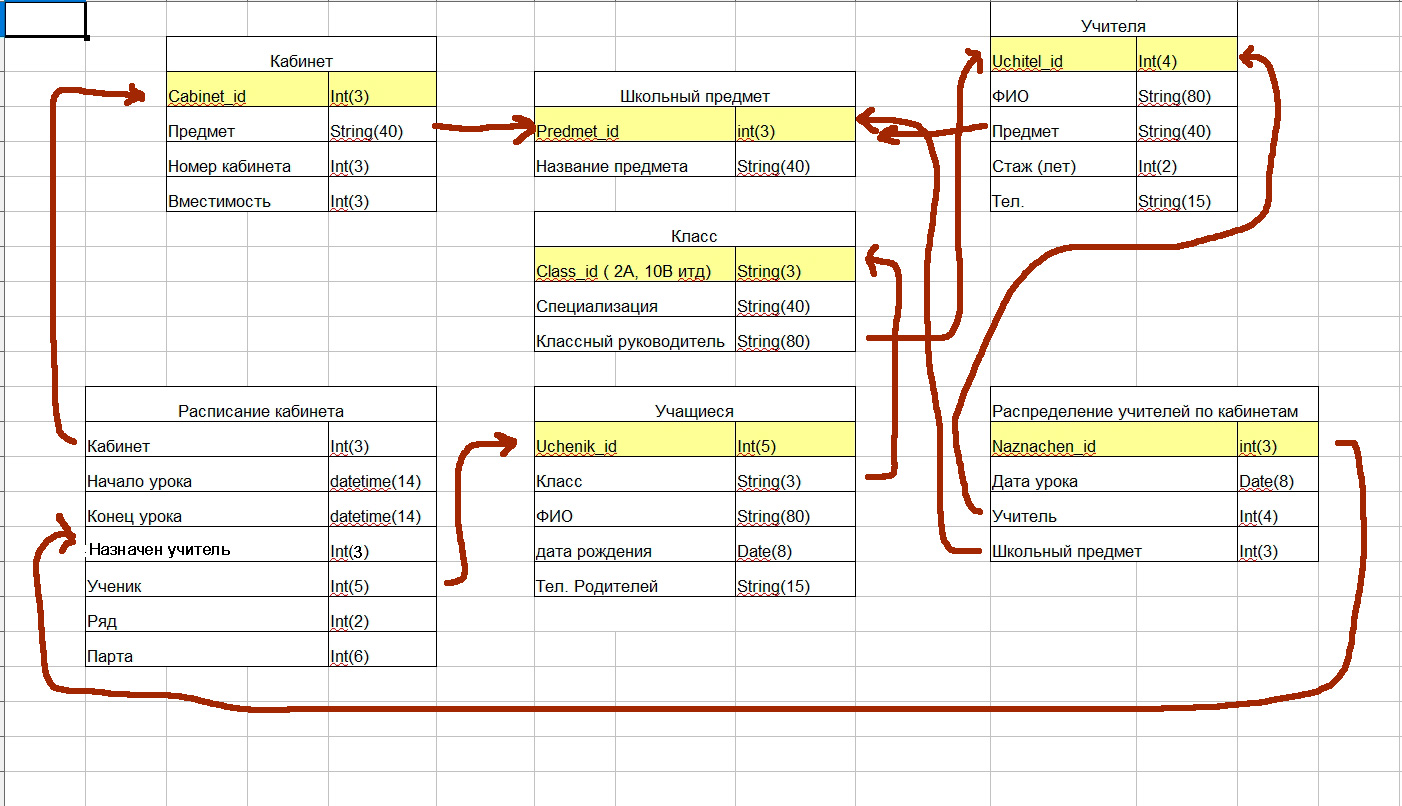 Кабинет
Cabinet_id Int(3)
Предмет String(40)
Номер кабинета Int(3)
Вместимость Int(3)
Школьный предмет
Predmet_id int(3)
Название предмета String(40)
Учителя
Uchitel_id Int(4)
ФИО String(80)
Предмет String(40)
Стаж (лет) Int(2)
Тел. String(15)
Класс
Class_id ( 2А, 10В итд) String(3)
Специализация String(40)
Классный руководитель String(80)
Расписание кабинета
Кабинет Int(3)
Начало урока datetime(14)
Конец урока datetime(14)
Назначен учитель Int(3)
Ученик Int(5)
Ряд Int(2)
Парта Int(6)
Учащиеся
Uchenik_id Int(5)
Класс String(3)
ФИО String(80)
дата рождения Date(8)
Тел. Родителей String(15)
Распределение учителей по кабинетам
Naznachen_id int(3)
Дата урока Date(8)
Учитель Int(4)
Школьный предмет Int(3)